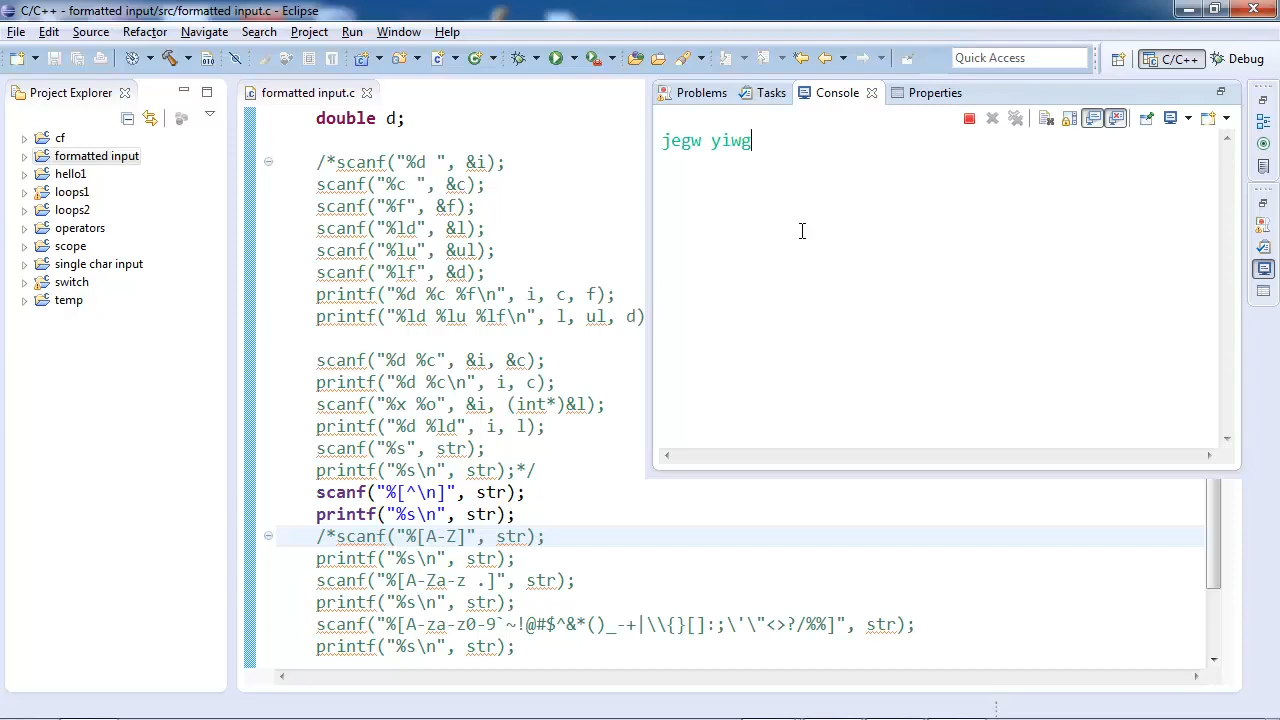 C/C++ - formatted input/src/formatted input.c - Eclipse
File Edit Source Refactor Navigate Search Project Run Window Help
Quick Access
C/C++
Debug
Project Explorer
cf
formatted input
hello1
loops1
loops2
operators
scope
single char input
switch
temp
formatted input.c
double d;
/*scanf("%d ", &i);
scanf("%c ", &c);
scanf("%f", &f);
scanf("%ld", &l);
scanf("%lu", &ul);
scanf("%lf", &d);
printf("%d %c %f\n", i, c, f);
printf("%ld %lu %lf\n", l, ul, d)
scanf("%d %c", &i, &c);
printf("%d %c\n", i, c);
scanf("%x %o", &i, (int*)&l);
printf("%d %ld", i, l);
scanf("%s", str);
printf("%s\n", str);*/
scanf("%[^\n]", str);
printf("%s\n", str);
/*scanf("%[A-Z]", str);
printf("%s\n", str);
scanf("%[A-Za-z .]", str);
printf("%s\n", str);
scanf("%[A-za-z0-9`~!@#$^&*()_-+|\\{}[]:;\'\"<>?/%%]", str);
printf("%s\n", str);
Problems Tasks Console Properties
jegw yiwg